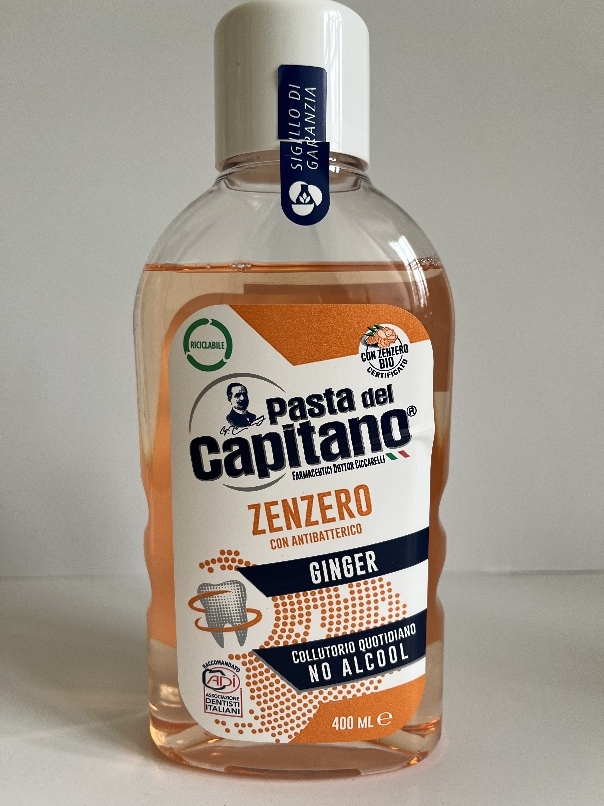 SIGILLO DI
GARANZIA
RICICLABILE
CON ZENZERO
BIO
CERTIFICATO
Pasta del
Capitano®
FARMACEUTICI DOTTOR CICCARELLI
ZENZERO
CON ANTIBATTERICO
GINGER
COLLUTORIO QUOTIDIANO
NO ALCOOL
RACCOMANDATO
ANDI
ASSOCIAZIONE
DENTISTI
ITALIANI
400 ML ℮